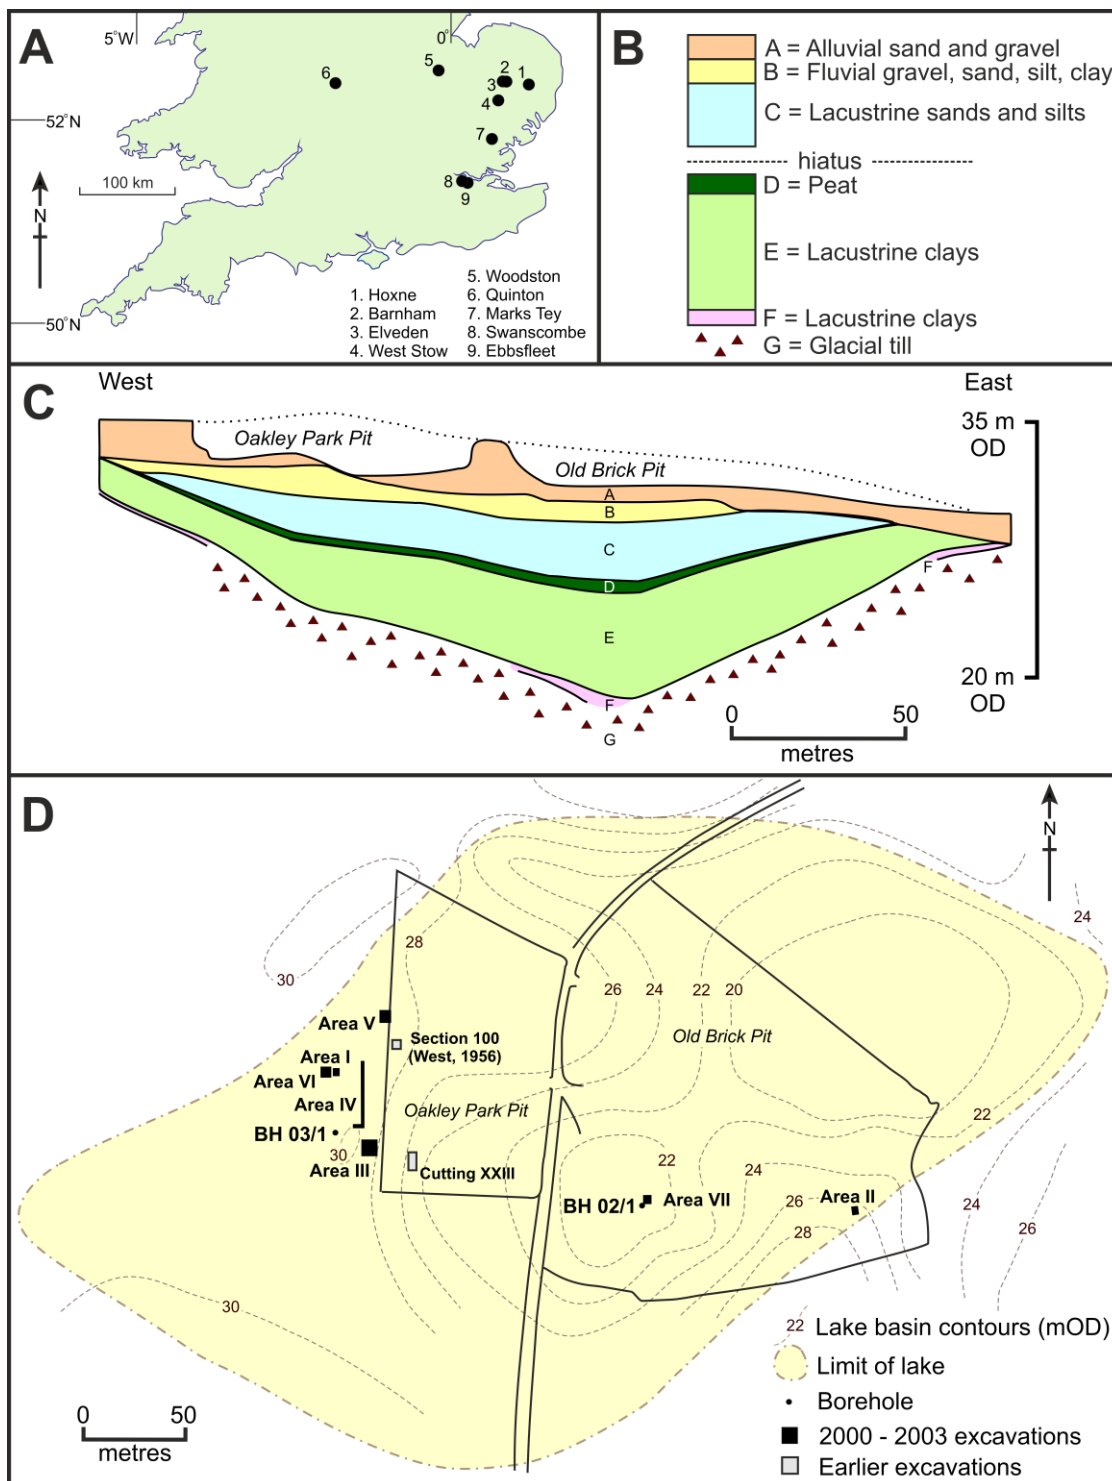 A
5°W
0°
52°N
50°N
100 km
N
1
2
3
4
5
6
7
8
9
5. Woodston
1. Hoxne
6. Quinton
2. Barnham
7. Marks Tey
3. Elveden
8. Swanscombe
4. West Stow
9. Ebbsfleet
B
A = Alluvial sand and gravel
B = Fluvial gravel, sand, silt, clay
C = Lacustrine sands and silts
hiatus
D = Peat
E = Lacustrine clays
F = Lacustrine clays
G = Glacial till
C
West
East
35 m
OD
Oakley Park Pit
Old Brick Pit
A
B
C
D
E
F
F
G
20 m
OD
0
50
metres
D
N
24
28
30
26
24
22
20
Old Brick Pit
Area V
Section 100
(West, 1956)
Area I
Area VI
Area IV
Oakley Park Pit
BH 03/1
30
Area III
Cutting XXIII
22
22
24
26
28
BH 02/1
Area VII
Area II
24
26
30
0
50
metres
22
Lake basin contours (mOD)
Limit of lake
Borehole
2000 - 2003 excavations
Earlier excavations